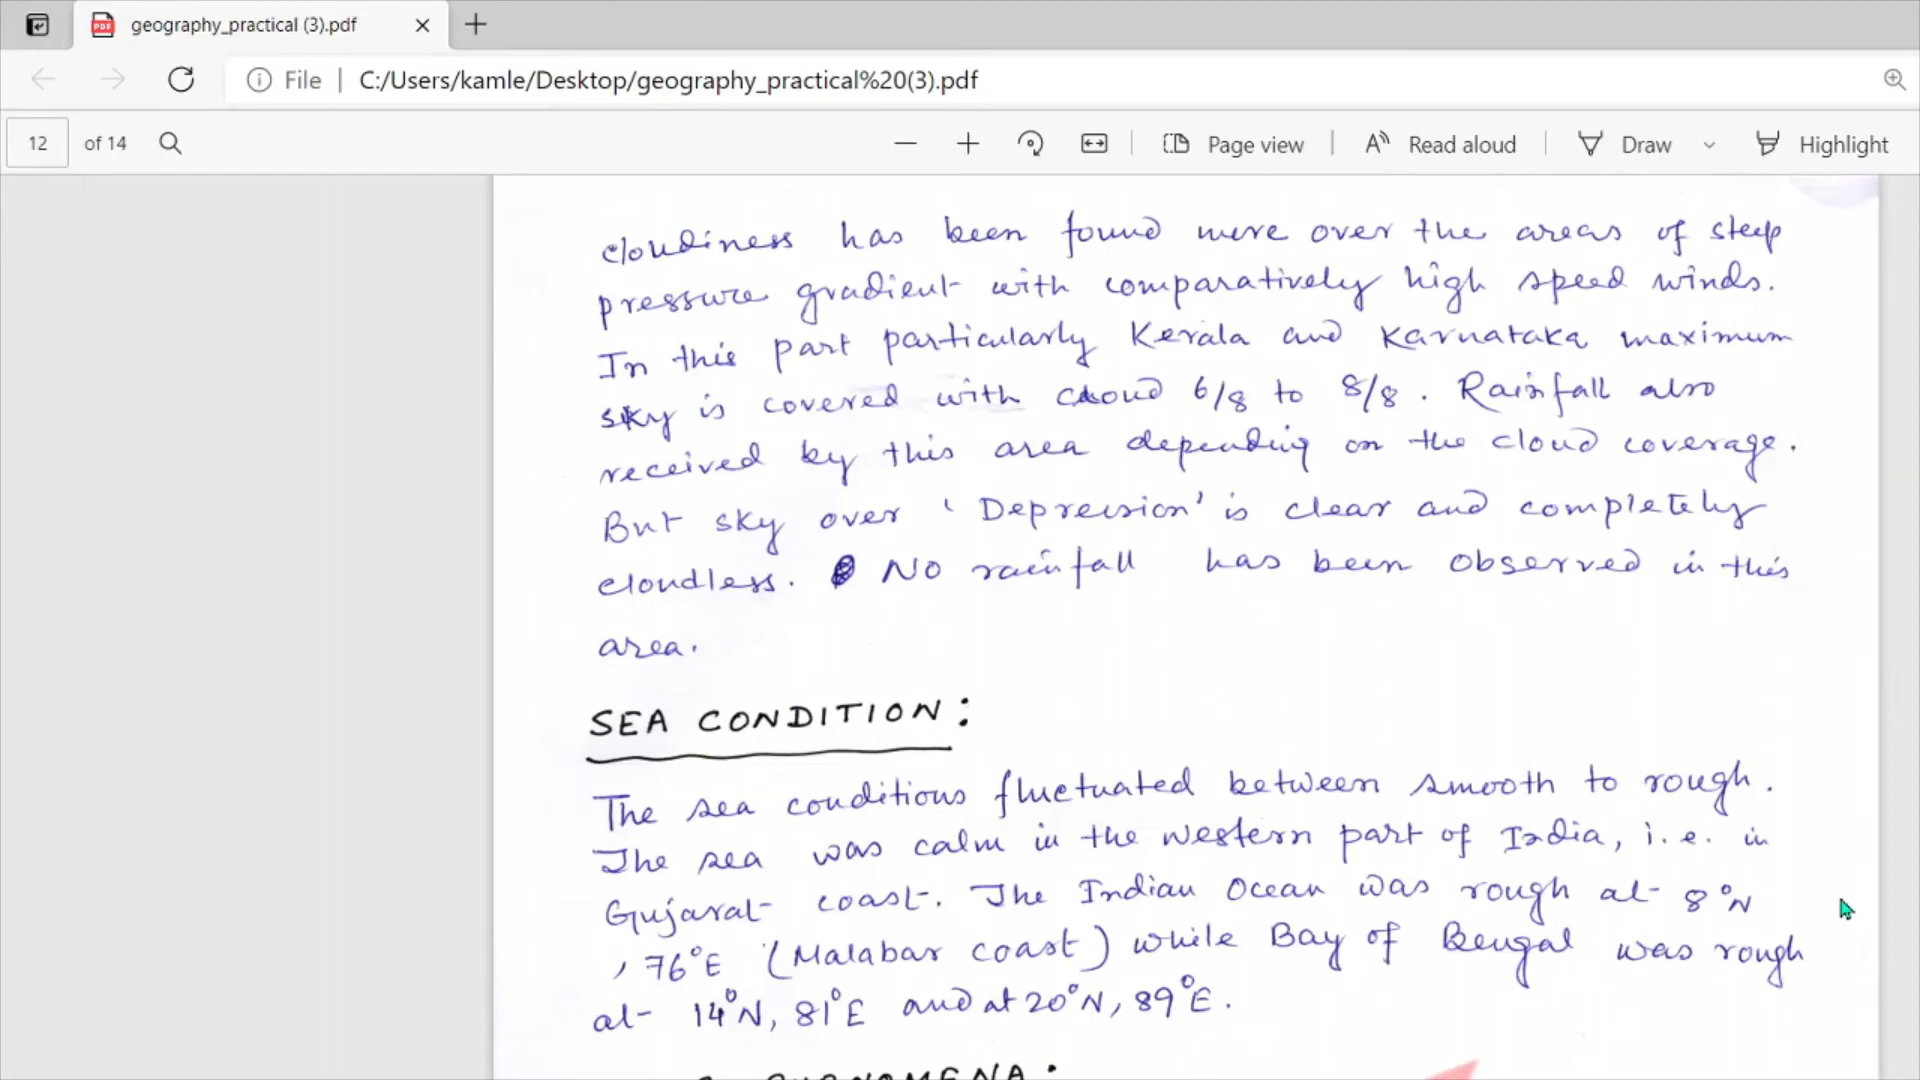 geography_practical (3).pdf
File | C:/Users/kamle/Desktop/geography_practical%20(3).pdf
12 of 14 Page view Read aloud Draw Highlight
cloudiness has been found more over the areas of steep
pressure gradient with comparatively high speed winds.
In this part particularly Kerala and Karnataka maximum
sky is covered with cloud 6/8 to 8/8. Rainfall also
received by this area depending on the cloud coverage.
But sky over 'Depression' is clear and completely
cloudless. No rainfall has been observed in this
area.
SEA CONDITION:
The sea conditions fluctuated between smooth to rough.
The sea was calm in the western part of India, i.e. in
Gujarat coast. The Indian Ocean was rough at 8°N
, 76°E (Malabar coast) while Bay of Bengal was rough
at 14°N, 81°E and at 20°N, 89°E.